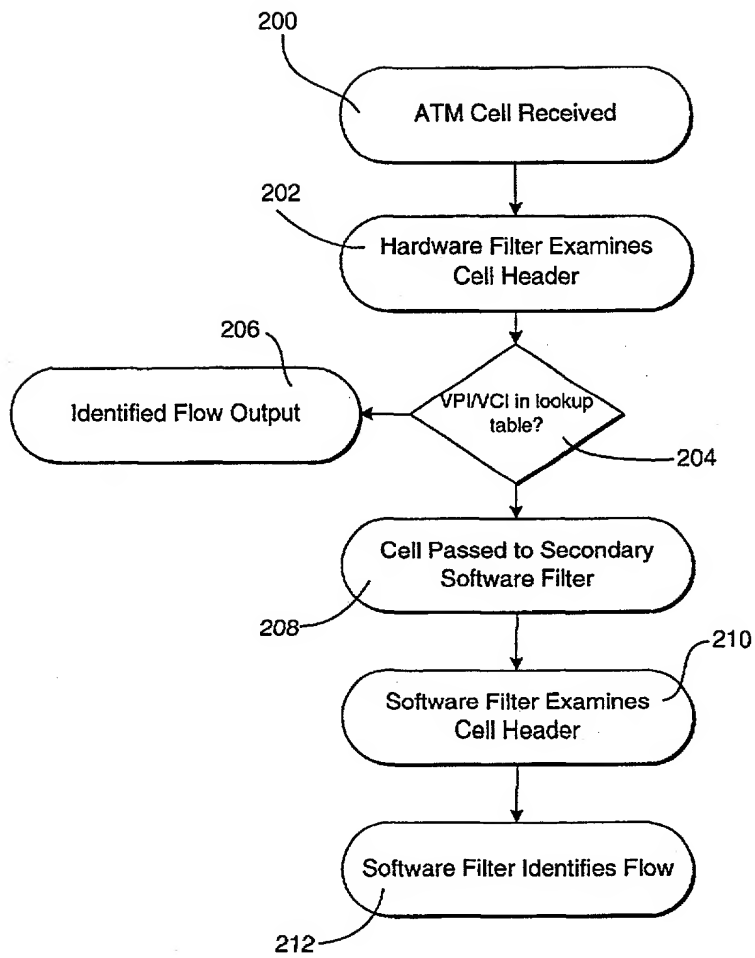 200
ATM Cell Received
202
Hardware Filter Examines
Cell Header
206
Identified Flow Output
VPI/VCI in lookup
table?
204
Cell Passed to Secondary
Software Filter
208
210
Software Filter Examines
Cell Header
Software Filter Identifies Flow
212